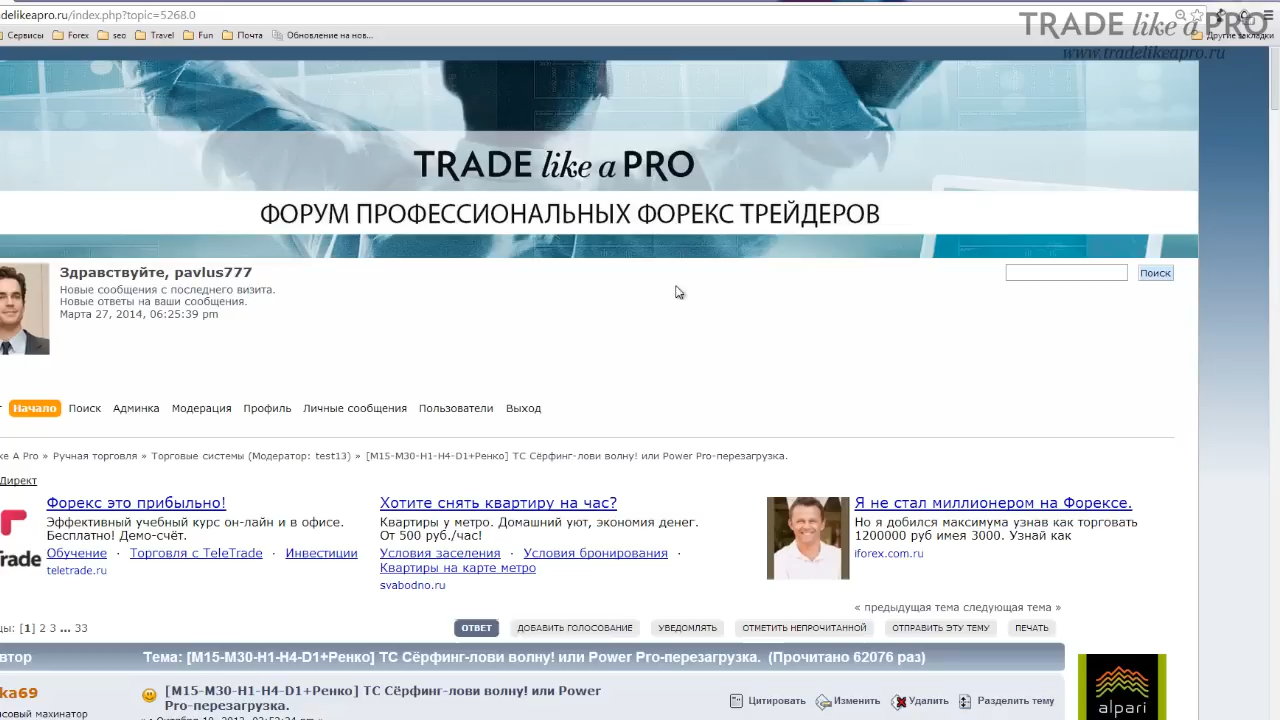 delikeapro.ru/index.php?topic=5268.0
TRADE like a PRO
www.tradelikeapro.ru
Сервисы Forex seo Travel Fun Почта Обновление на нов... Другие закладки
TRADE like a PRO
ФОРУМ ПРОФЕССИОНАЛЬНЫХ ФОРЕКС ТРЕЙДЕРОВ
Здравствуйте, pavlus777
Новые сообщения с последнего визита.
Новые ответы на ваши сообщения.
Марта 27, 2014, 06:25:39 pm
Поиск
Начало Поиск Админка Модерация Профиль Личные сообщения Пользователи Выход
ke A Pro » Ручная торговля » Торговые системы (Модератор: test13) » [M15-M30-H1-H4-D1+Ренко] ТС Сёрфинг-лови волну! или Power Pro-перезагрузка.
Директ
Форекс это прибыльно!
Эффективный учебный курс он-лайн и в офисе.
Бесплатно! Демо-счёт.
Обучение · Торговля с TeleTrade · Инвестиции
teletrade.ru
Trade
Хотите снять квартиру на час?
Квартиры у метро. Домашний уют, экономия денег.
От 500 руб./час!
Условия заселения · Условия бронирования ·
Квартиры на карте метро
svabodno.ru
Я не стал миллионером на Форексе.
Но я добился максимума узнав как торговать
1200000 руб имея 3000. Узнай как
iforex.com.ru
« предыдущая тема следующая тема »
цы: [1] 2 3 ... 33
ОТВЕТ ДОБАВИТЬ ГОЛОСОВАНИЕ УВЕДОМЛЯТЬ ОТМЕТИТЬ НЕПРОЧИТАННОЙ ОТПРАВИТЬ ЭТУ ТЕМУ ПЕЧАТЬ
втор Тема: [M15-M30-H1-H4-D1+Ренко] ТС Сёрфинг-лови волну! или Power Pro-перезагрузка. (Прочитано 62076 раз)
ka69
нсовый махинатор
[M15-M30-H1-H4-D1+Ренко] ТС Сёрфинг-лови волну! или Power
Pro-перезагрузка.
Цитировать Изменить Удалить Разделить тему
alpari